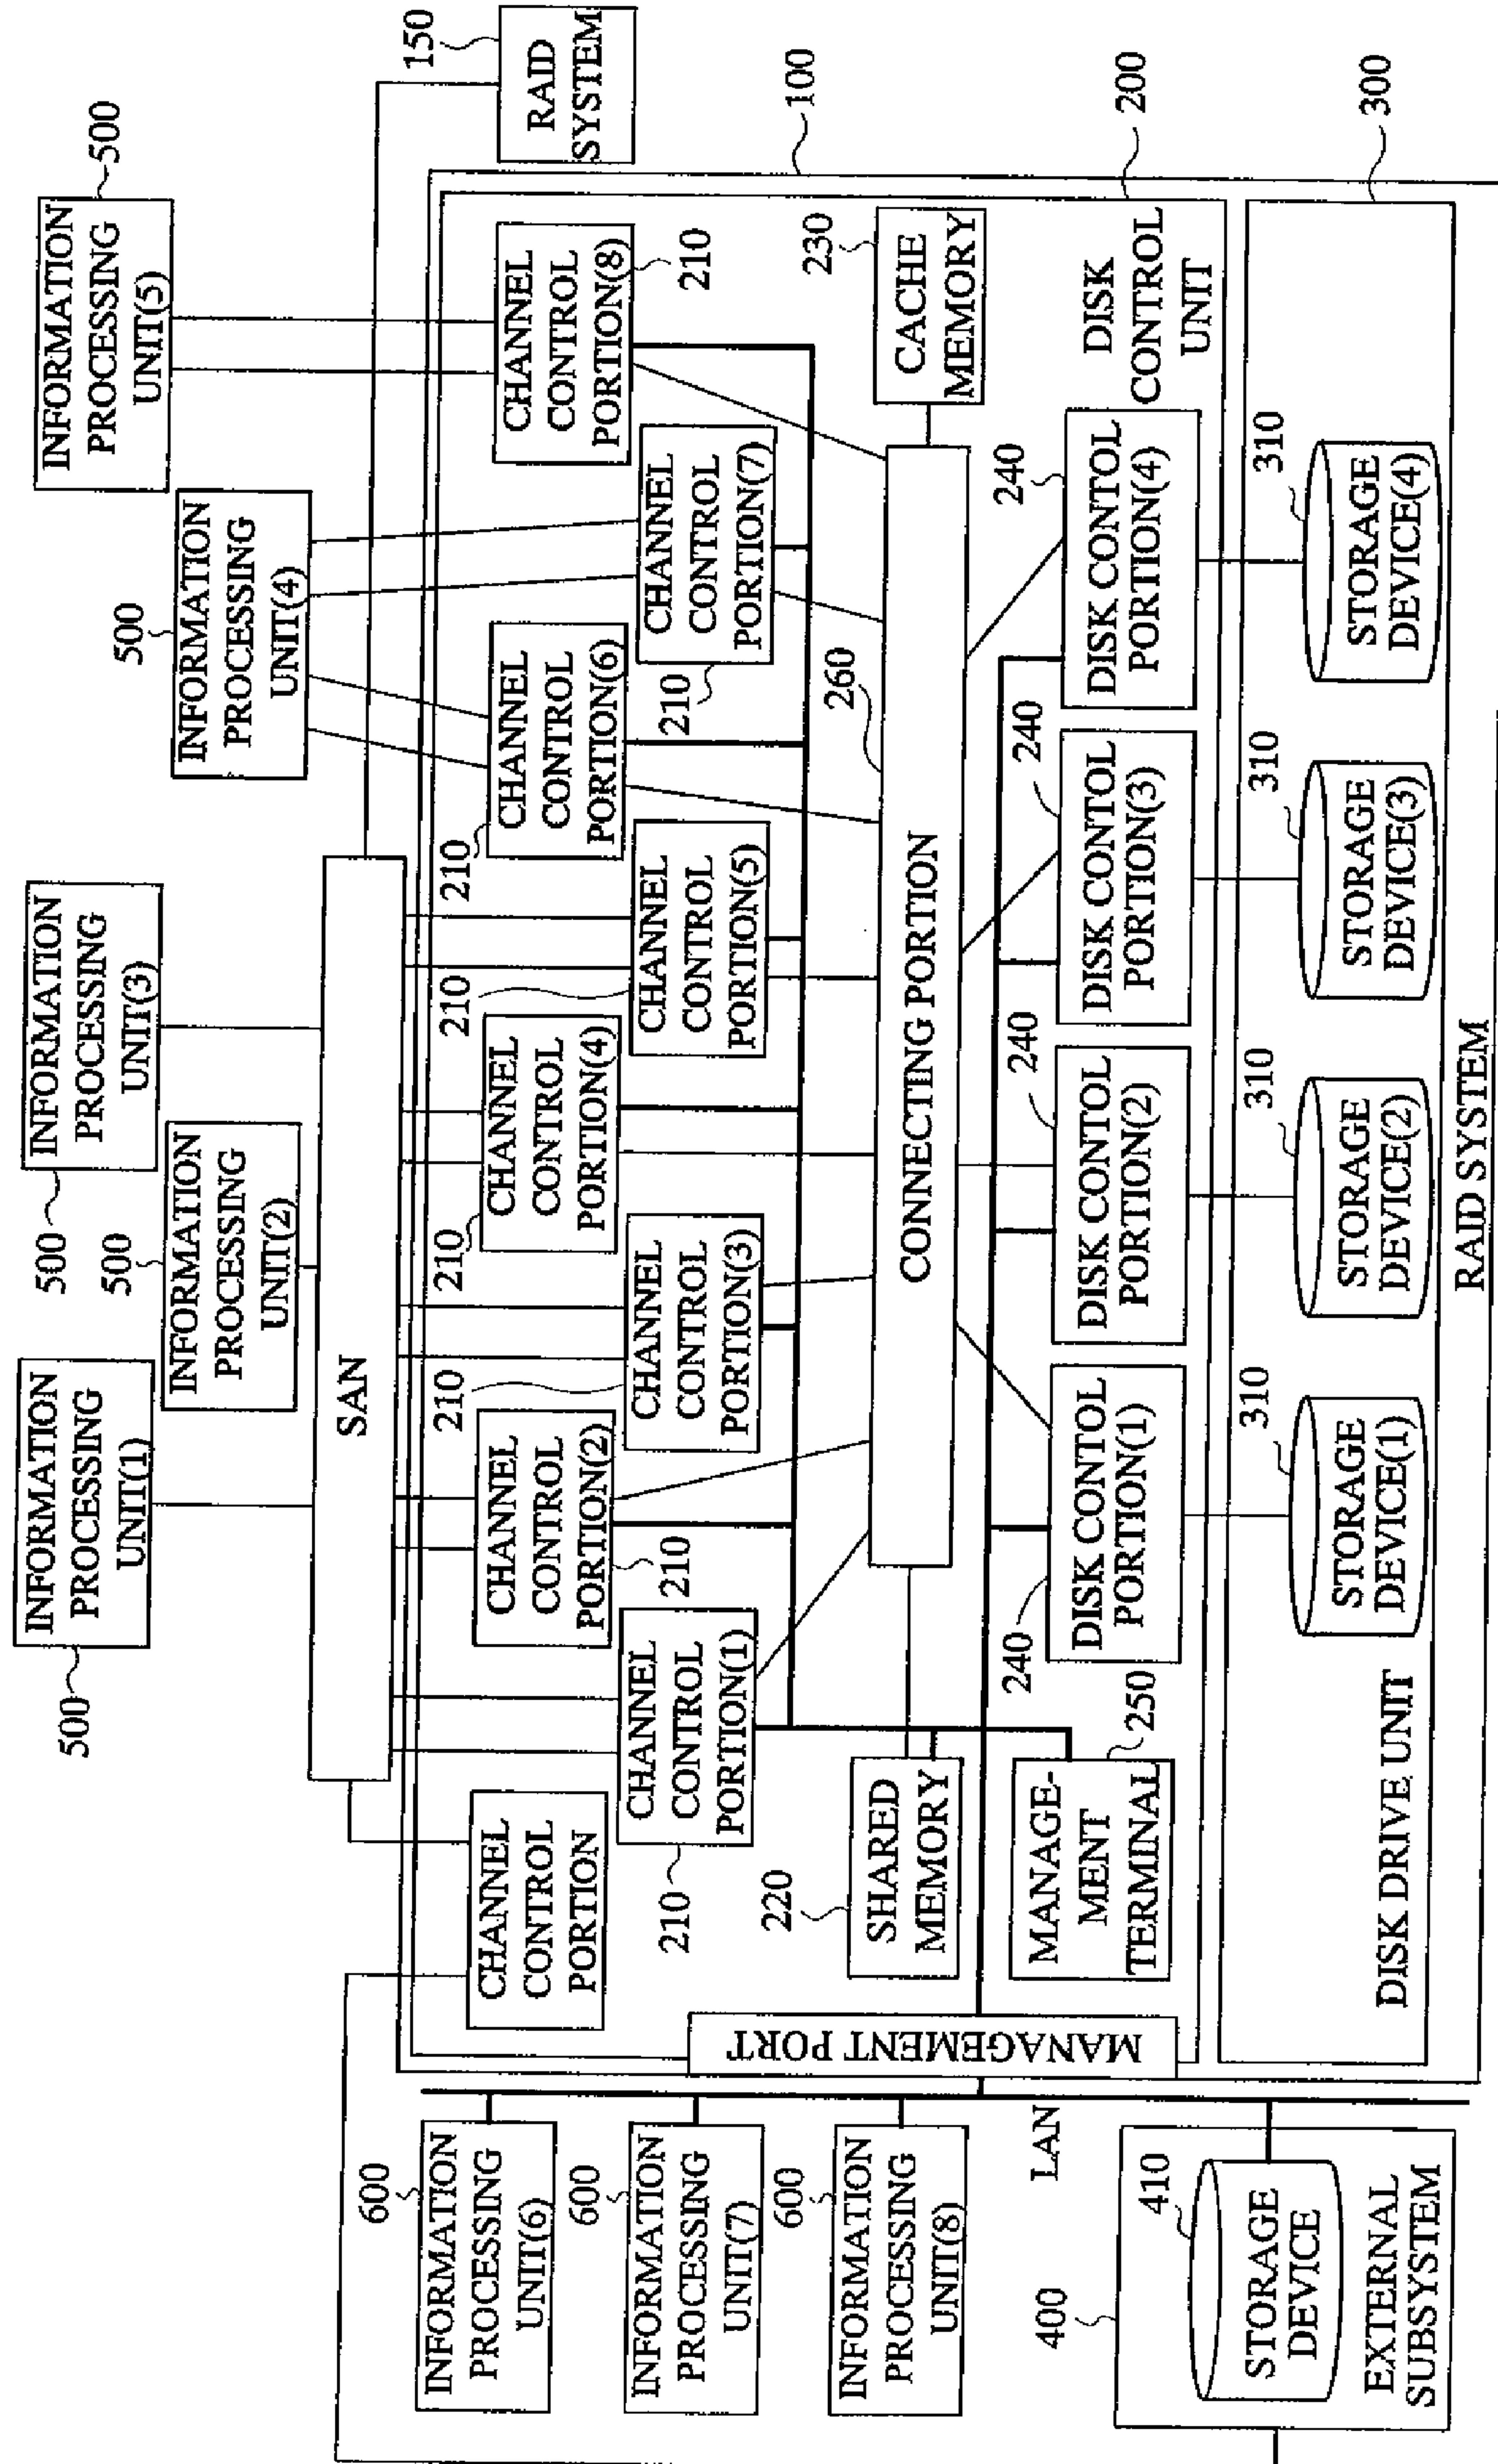 INFORMATION
PROCESSING
UNIT(1)
500
INFORMATION
PROCESSING
UNIT(2)
500
INFORMATION
PROCESSING
UNIT(3)
500
INFORMATION
PROCESSING
UNIT(4)
500
INFORMATION
PROCESSING
UNIT(5)
500
SAN
150
RAID
SYSTEM
100
200
300
CHANNEL
CONTROL
PORTION
CHANNEL
CONTROL
PORTION(1)
210
CHANNEL
CONTROL
PORTION(2)
210
CHANNEL
CONTROL
PORTION(3)
210
CHANNEL
CONTROL
PORTION(4)
210
CHANNEL
CONTROL
PORTION(5)
210
CHANNEL
CONTROL
PORTION(6)
210
CHANNEL
CONTROL
PORTION(7)
210
CHANNEL
CONTROL
PORTION(8)
210
220
SHARED
MEMORY
CONNECTING PORTION
260
230
CACHE
MEMORY
MANAGE-
MENT
TERMINAL
250
DISK CONTOL
PORTION(1)
240
DISK CONTOL
PORTION(2)
240
DISK CONTOL
PORTION(3)
240
DISK CONTOL
PORTION(4)
240
DISK
CONTROL
UNIT
MANAGEMENT PORT
STORAGE
DEVICE(1)
310
STORAGE
DEVICE(2)
310
STORAGE
DEVICE(3)
310
STORAGE
DEVICE(4)
310
DISK DRIVE UNIT
RAID SYSTEM
600
INFORMATION
PROCESSING
UNIT(6)
600
INFORMATION
PROCESSING
UNIT(7)
600
INFORMATION
PROCESSING
UNIT(8)
LAN
400
410
STORAGE
DEVICE
EXTERNAL
SUBSYSTEM